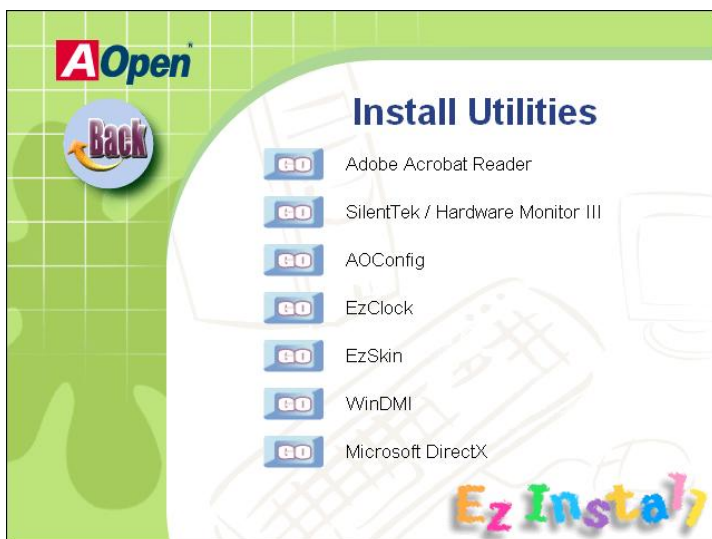 AOpen
Back
Install Utilities
GO Adobe Acrobat Reader
GO SilentTek / Hardware Monitor III
GO AOConfig
GO EzClock
GO EzSkin
GO WinDMI
GO Microsoft DirectX
Ez Install